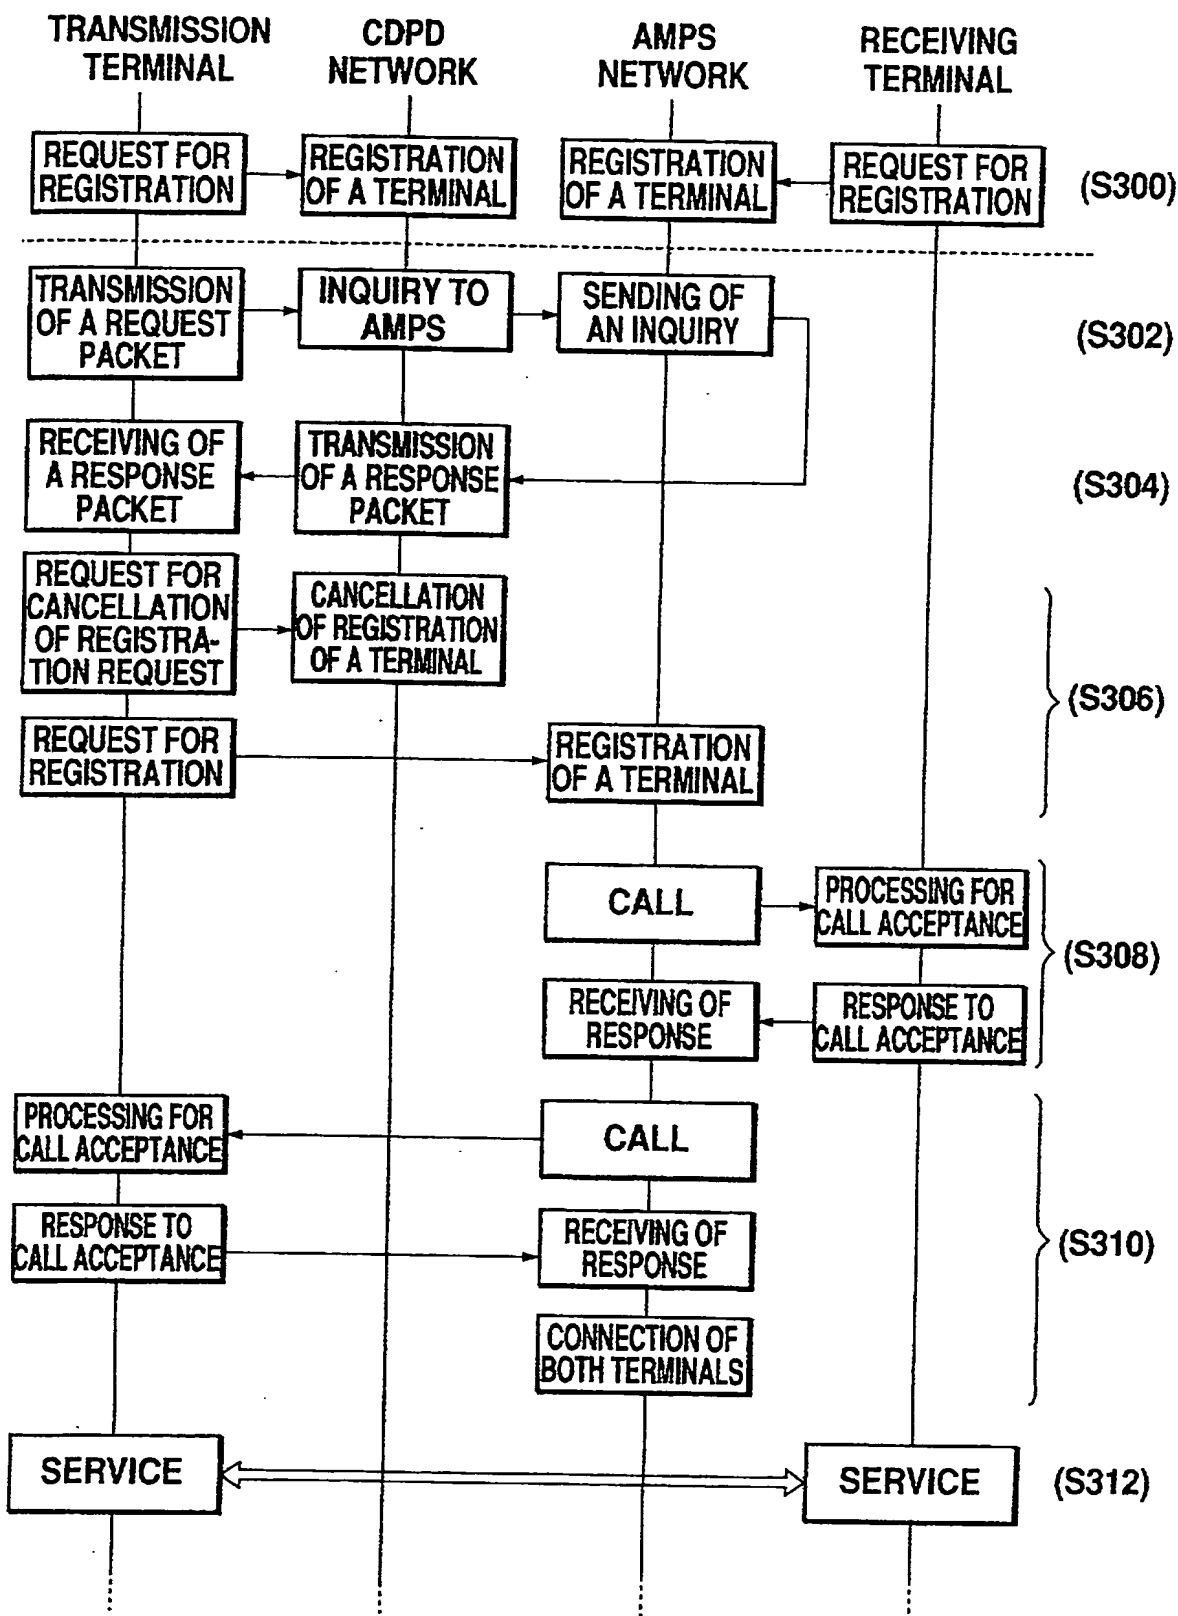 TRANSMISSION
TERMINAL
CDPD
NETWORK
AMPS
NETWORK
RECEIVING
TERMINAL
REQUEST FOR
REGISTRATION
REGISTRATION
OF A TERMINAL
REGISTRATION
OF A TERMINAL
REQUEST FOR
REGISTRATION
(S300)
TRANSMISSION
OF A REQUEST
PACKET
INQUIRY TO
AMPS
SENDING OF
AN INQUIRY
(S302)
RECEIVING OF
A RESPONSE
PACKET
TRANSMISSION
OF A RESPONSE
PACKET
(S304)
REQUEST FOR
CANCELLATION
OF REGISTRA-
TION REQUEST
CANCELLATION
OF REGISTRATION
OF A TERMINAL
(S306)
REQUEST FOR
REGISTRATION
REGISTRATION
OF A TERMINAL
CALL
PROCESSING FOR
CALL ACCEPTANCE
(S308)
RECEIVING OF
RESPONSE
RESPONSE TO
CALL ACCEPTANCE
PROCESSING FOR
CALL ACCEPTANCE
CALL
RESPONSE TO
CALL ACCEPTANCE
RECEIVING OF
RESPONSE
(S310)
CONNECTION OF
BOTH TERMINALS
SERVICE
SERVICE
(S312)